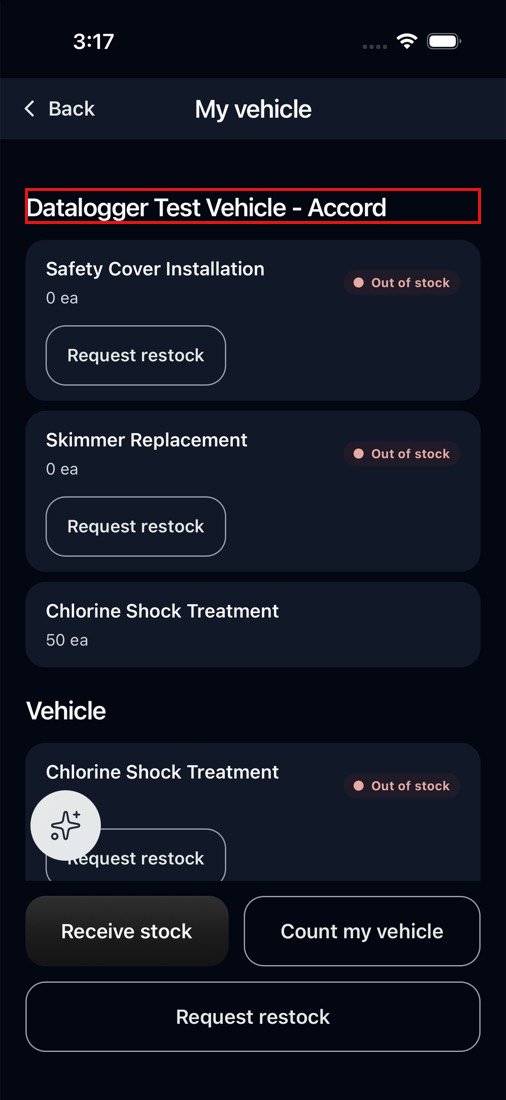 3:17
Back
My vehicle
Datalogger Test Vehicle - Accord
Safety Cover Installation
Out of stock
0 ea
Request restock
Skimmer Replacement
Out of stock
0 ea
Request restock
Chlorine Shock Treatment
50 ea
Vehicle
Chlorine Shock Treatment
Out of stock
Request restock
Receive stock
Count my vehicle
Request restock